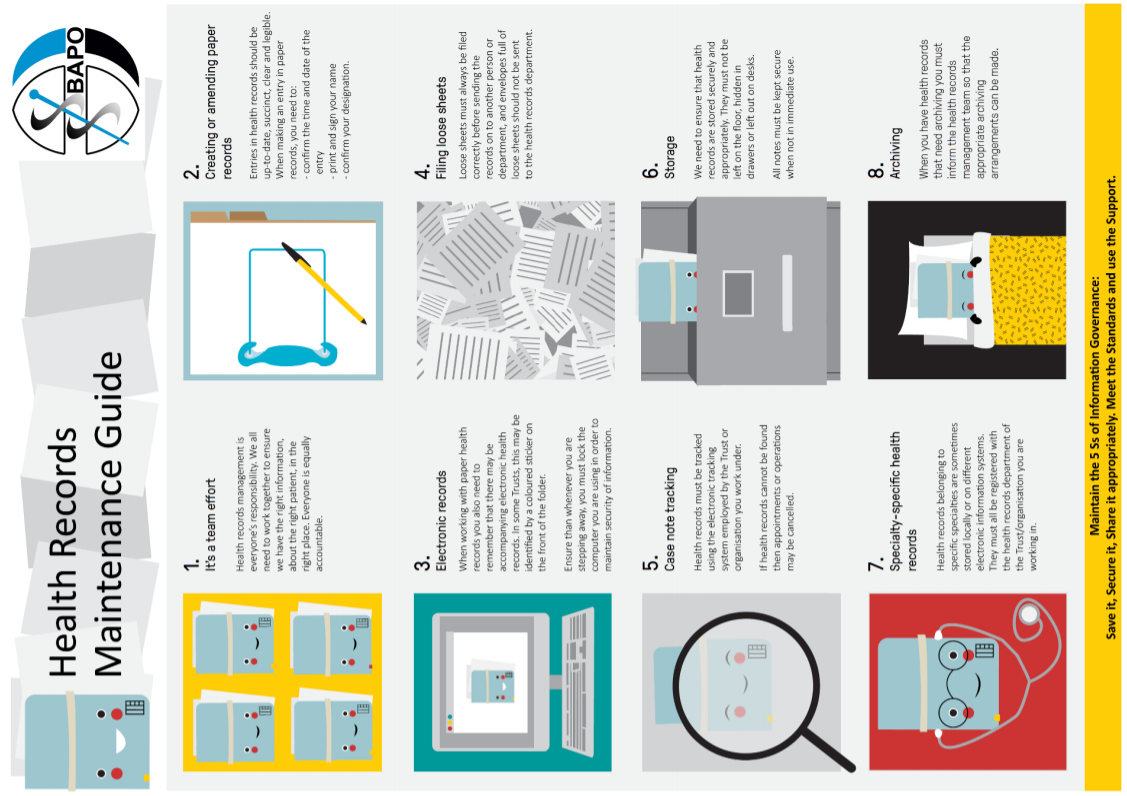 Health Records
Maintenance Guide
BAPO
1.
It's a team effort
Health records management is
everyone's responsibility. We all
need to work together to ensure
we have the right information,
about the right patient, in the
right place. Everyone is equally
accountable.
2.
Creating or amending paper
records
Entries in health records should be
up-to-date, succinct, clear and legible.
When making an entry in paper
records, you need to:
- confirm the time and date of the
entry
- print and sign your name
- confirm your designation.
3.
Electronic records
When working with paper health
records you also need to
remember that there may be
accompanying electronic health
records. In some Trusts, this may be
identified by a coloured sticker on
the front of the folder.
Ensure than whenever you are
stepping away, you must lock the
computer you are using in order to
maintain security of information.
4.
Filing loose sheets
Loose sheets must always be filed
correctly before sending the
records on to another person or
department, and envelopes full of
loose sheets should not be sent
to the health records department.
5.
Case note tracking
Health records must be tracked
using the electronic tracking
system employed by the Trust or
organisation you work under.
If health records cannot be found
then appointments or operations
may be cancelled.
6.
Storage
We need to ensure that health
records are stored securely and
appropriately. They must not be
left on the floor, hidden in
drawers or left out on desks.
All notes must be kept secure
when not in immediate use.
7.
Specialty-specific health
records
Health records belonging to
specific specialties are sometimes
stored locally or on different
electronic information systems.
They must all be registered with
the health records department of
the Trust/organisation you are
working in.
8.
Archiving
When you have health records
that need archiving you must
inform the health records
management team so that the
appropriate archiving
arrangements can be made.
Maintain the 5 Ss of Information Governance:
Save it, Secure it, Share it appropriately. Meet the Standards and use the Support.